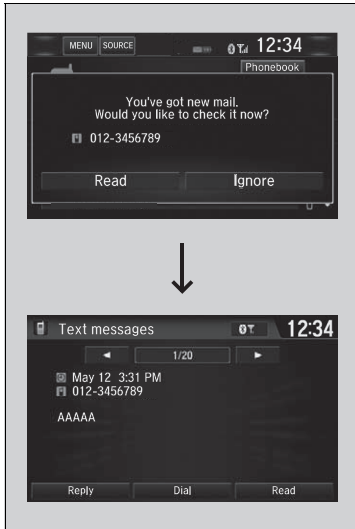 MENU SOURCE 12:34
Phonebook
You've got new mail.
Would you like to check it now?
012-3456789
Read Ignore
Text messages 12:34
1/20
May 12 3:31 PM
012-3456789
AAAAA
Reply Dial Read